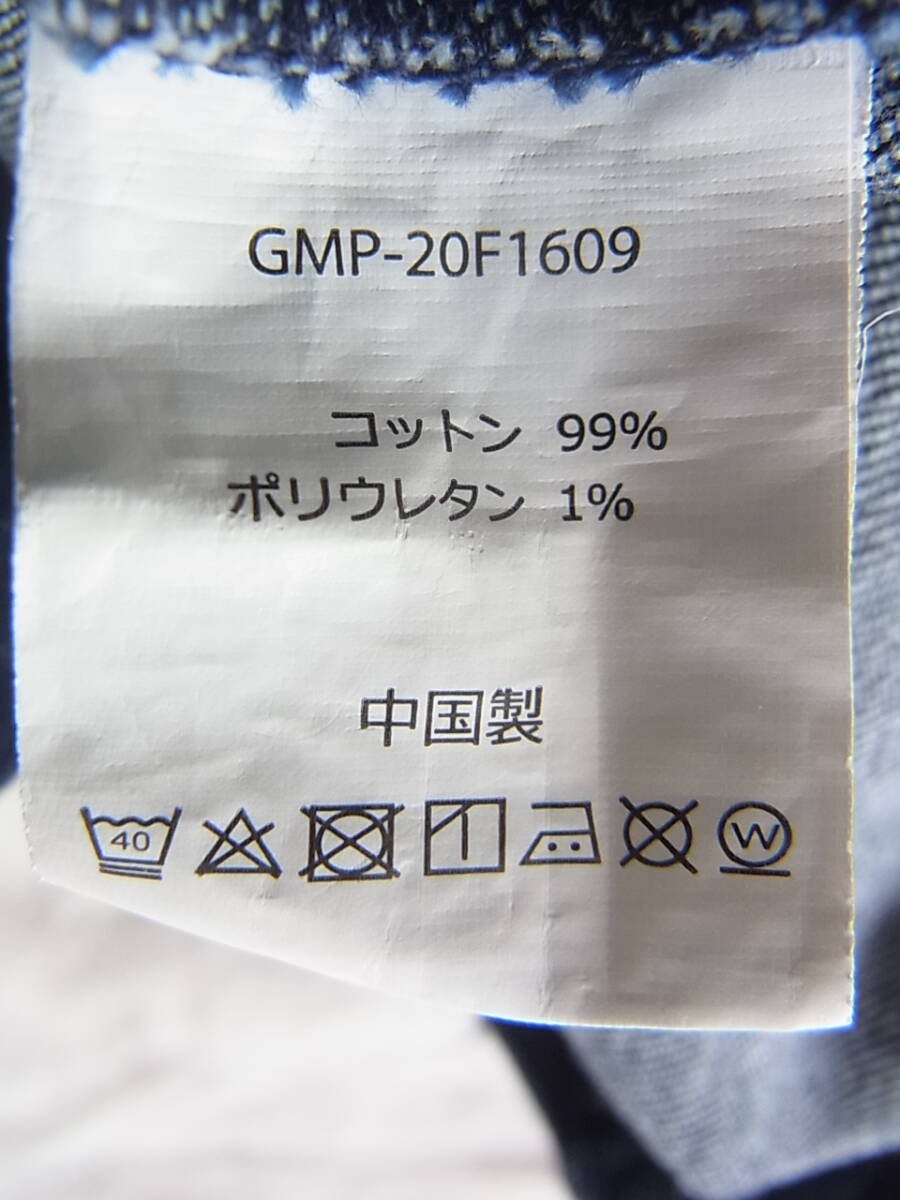 GMP-20F1609
コットン 99%
ポリウレタン 1%
中国製
40 W